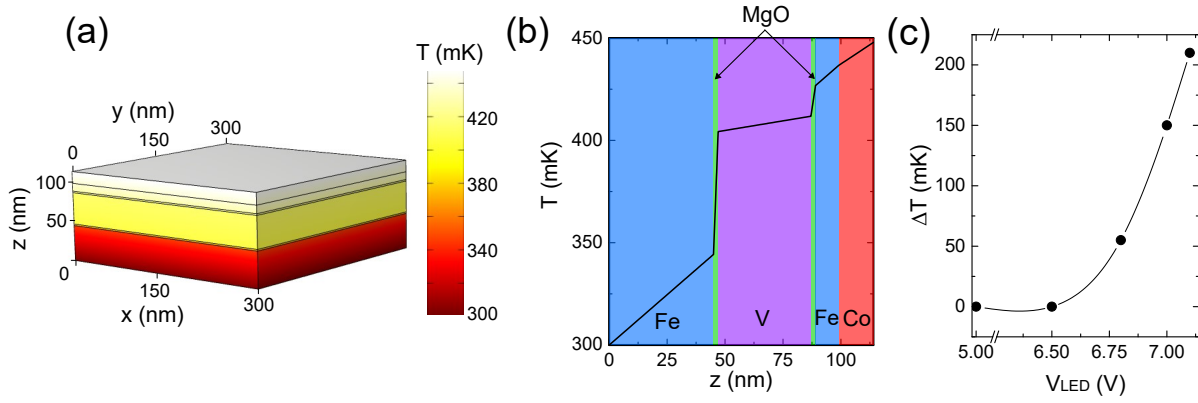 (a)
T (mK)
420
380
340
300
y (nm)
300
150
0
100
50
0
z (nm)
150
300
x (nm)
(b)
MgO
450
400
350
300
T (mK)
Fe
V
Fe
Co
0
25
50
75
100
z (nm)
(c)
200
150
100
50
0
ΔT (mK)
5.00
6.50
6.75
7.00
VLED (V)